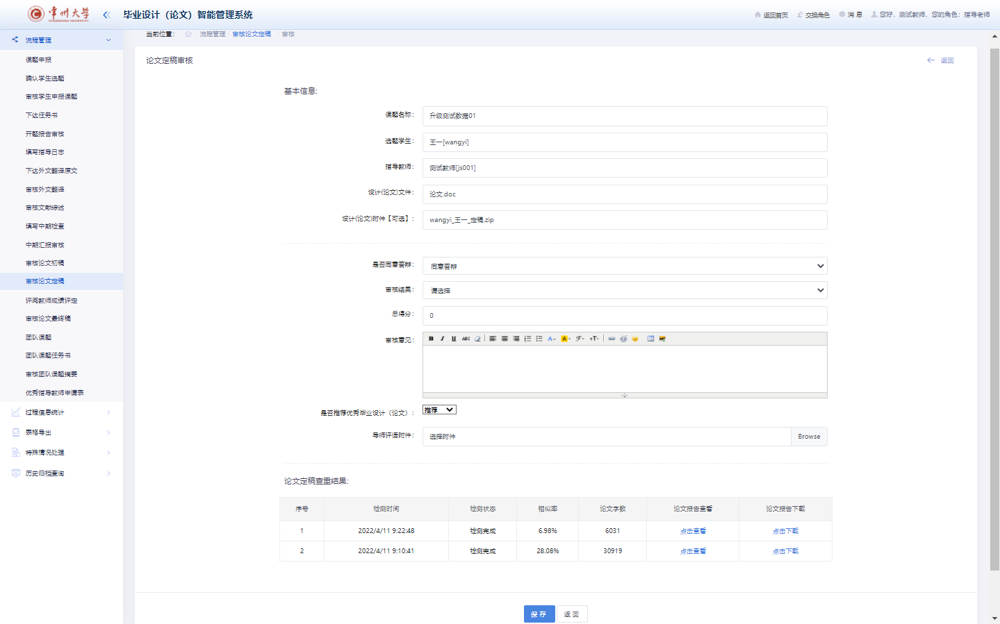 常州大学
CHANGZHOU UNIVERSITY
毕业设计（论文）智能管理系统
返回首页 交换角色 消 息 您好，测试教师，您的角色：指导老师
流程管理
课题申报
确认学生选题
审核学生申报课题
下达任务书
开题报告审核
填写指导日志
下达外文翻译原文
审核外文翻译
审核文献综述
填写中期检查
中期汇报审核
审核论文初稿
审核论文定稿
评阅教师成绩评定
审核论文最终稿
团队课题
团队课题任务书
审核团队课题摘要
优秀指导教师申请表
过程信息统计
表格导出
特殊情况处理
历史归档查询
当前位置： 流程管理 审核论文定稿 审核
论文定稿审核
返回
基本信息:
课题名称： 升级测试数据01
选题学生： 王一[wangyi]
指导教师： 测试教师[js001]
设计(论文)文件： 论文.doc
设计(论文)附件【可选】： wangyi_王一_定稿.zip
是否同意答辩： 同意答辩
审核结果： 请选择
总得分： 0
审核意见：
B I U ABC
是否推荐优秀毕业设计（论文）： 推荐
导师评语附件： 选择附件 Browse
论文定稿查重结果:
序号 检测时间 检测状态 相似率 论文字数 论文报告查看 论文报告下载
1 2022/4/11 9:22:48 检测完成 6.98% 6031 点击查看 点击下载
2 2022/4/11 9:10:41 检测完成 28.08% 30919 点击查看 点击下载
保 存 返 回